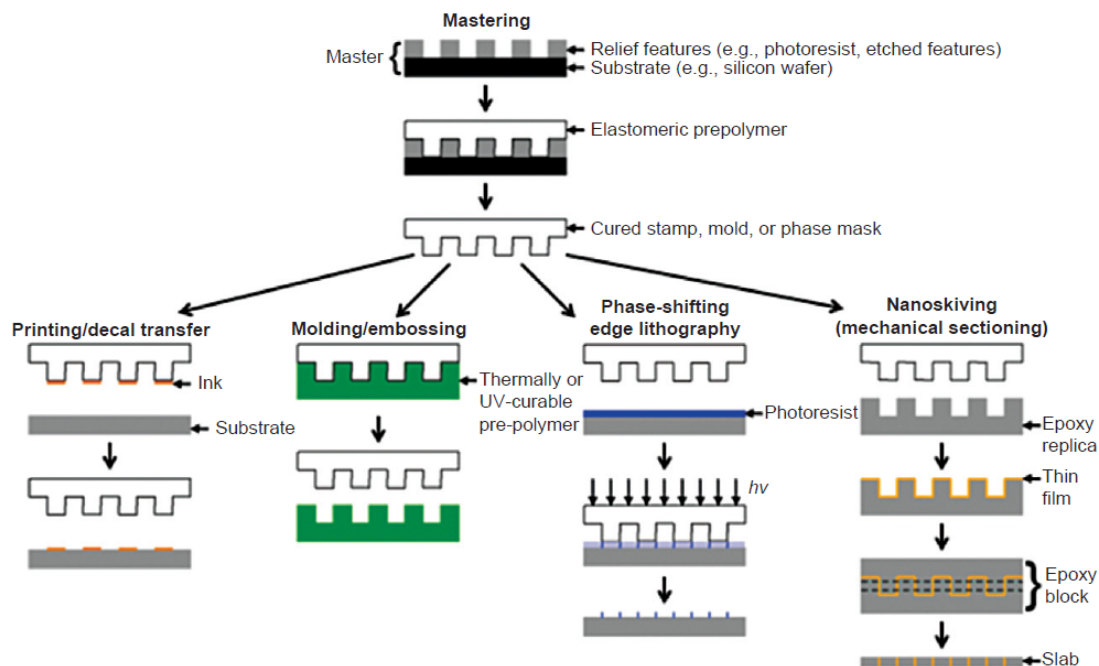 Mastering
Master
Relief features (e.g., photoresist, etched features)
Substrate (e.g., silicon wafer)
Elastomeric prepolymer
Cured stamp, mold, or phase mask
Printing/decal transfer
Ink
Substrate
Molding/embossing
Thermally or
UV-curable
pre-polymer
Phase-shifting
edge lithography
Photoresist
hν
Nanoskiving
(mechanical sectioning)
Epoxy
replica
Thin
film
Epoxy
block
Slab